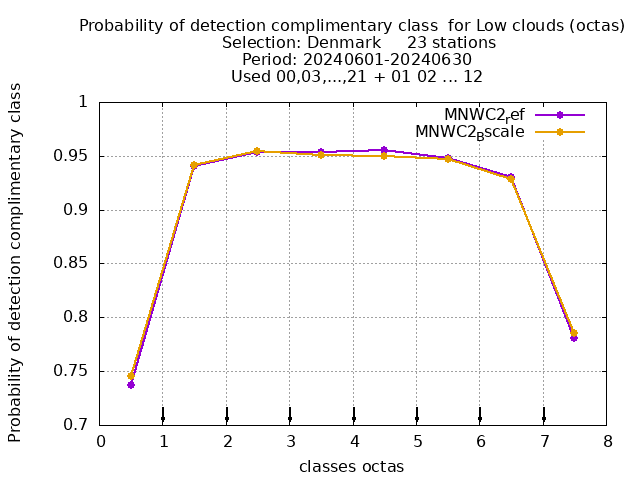 Probability of detection complimentary class  for Low clouds (octas)
Selection: Denmark     23 stations
Period: 20240601-20240630
Used 00,03,...,21 + 01 02 ... 12
MNWC2ref
MNWC2Bscale
Probability of detection complimentary class
1
0.95
0.9
0.85
0.8
0.75
0.7
0 1 2 3 4 5 6 7 8
classes octas